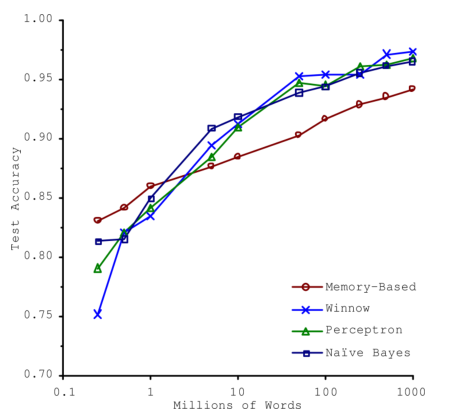 1.00
0.95
0.90
0.85
0.80
0.75
0.70
Test Accuracy
0.1
1
10
100
1000
Millions of Words
Memory-Based
Winnow
Perceptron
Naïve Bayes